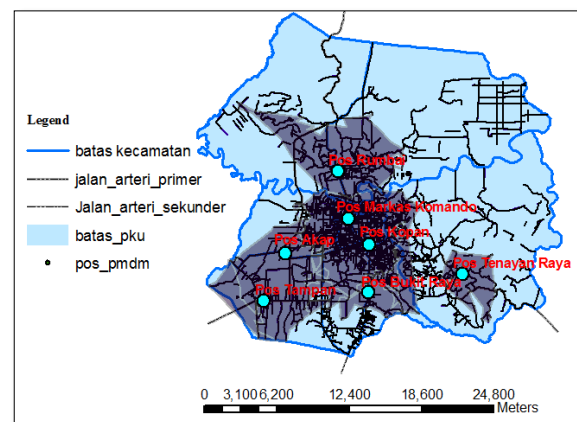 Legend
batas kecamatan
jalan_arteri_primer
Jalan_arteri_sekunder
batas_pku
pos_pmdm
Pos Rumbai
Pos Markas Komando
Pos Kopan
Pos Akap
Pos Tenayan Raya
Pos Tampan
Pos Bukit Raya
0 3,100 6,200 12,400 18,600 24,800
Meters